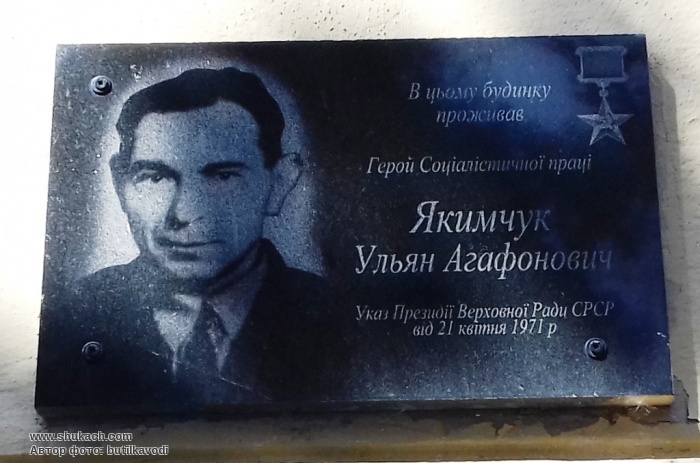 В цьому будинку
проживав
Герой Соціалістичної праці
Якимчук
Ульян Агафонович
Указ Президії Верховної Ради СРСР
від 21 квітня 1971 р
www.shukach.com
Автор фото: butilkavodi